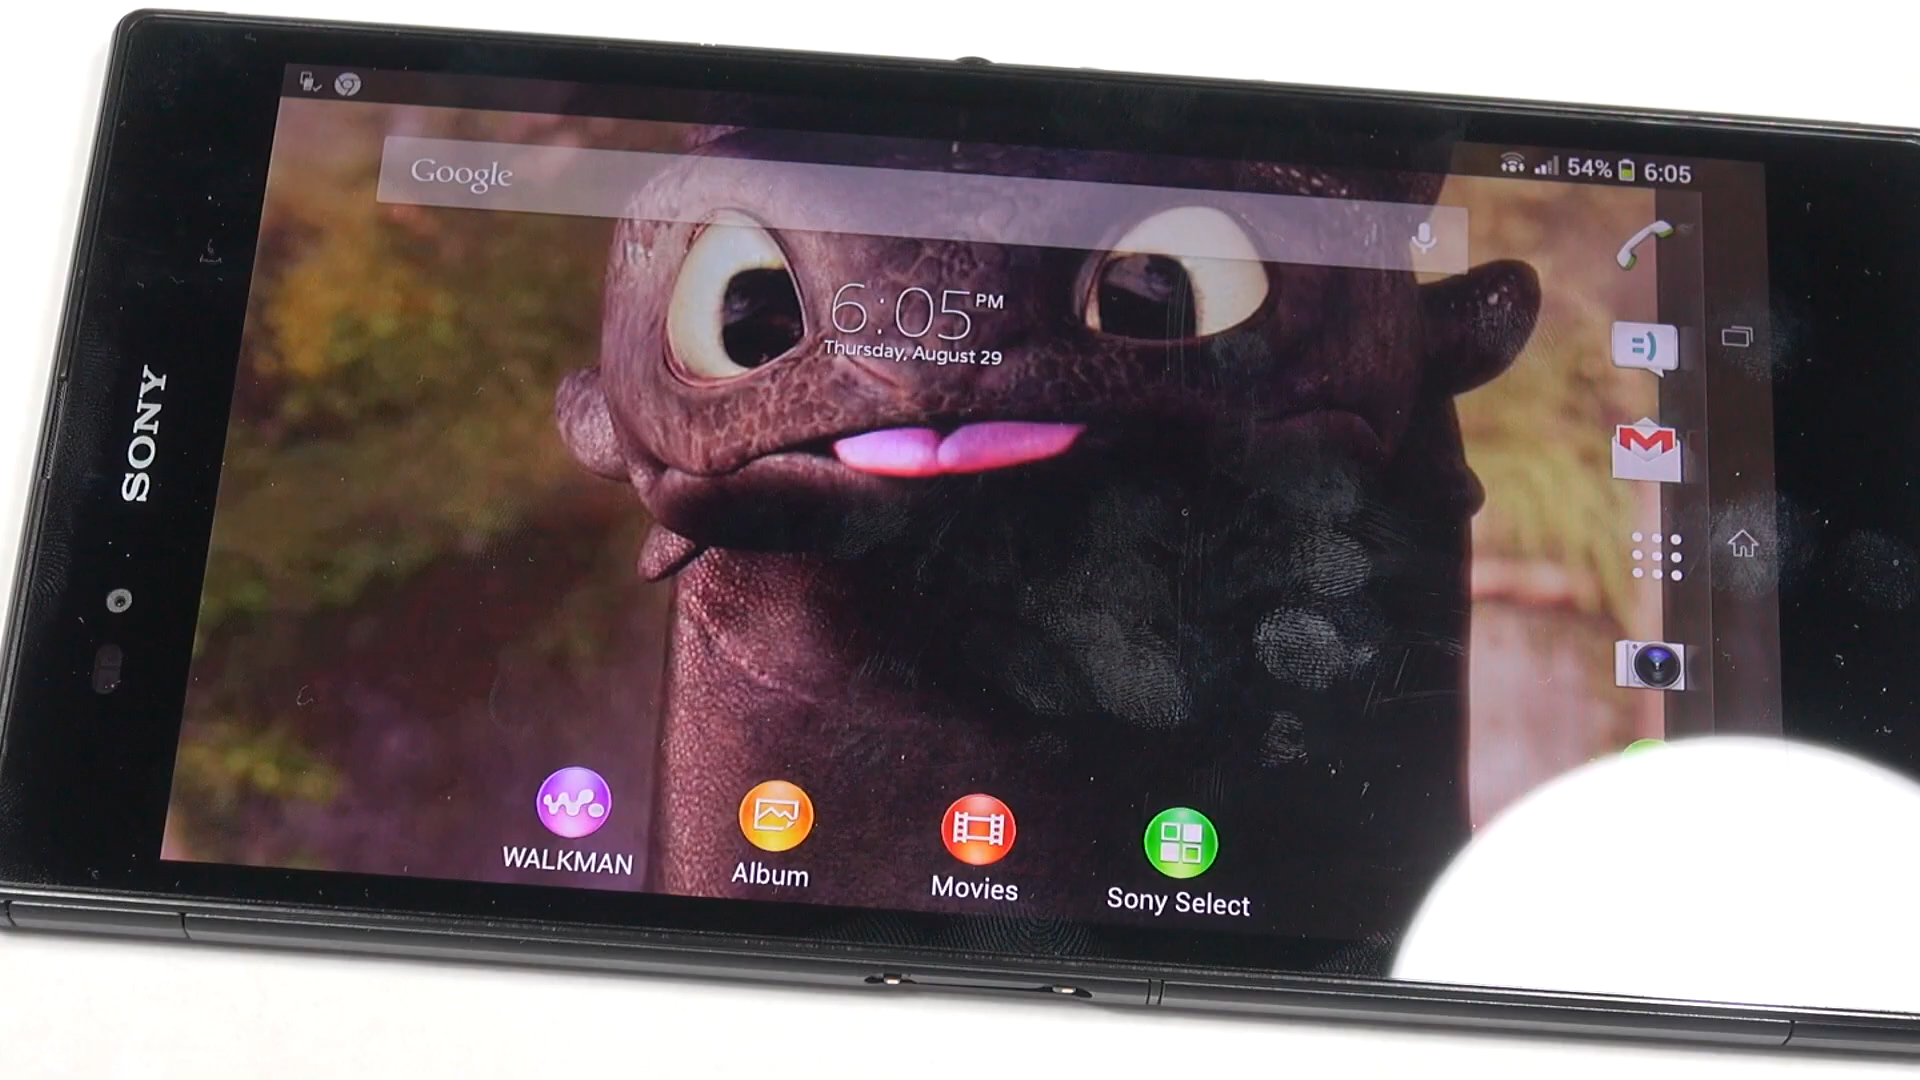 SONY
Google
54% 6:05
6:05 PM
Thursday, August 29
WALKMAN
Album
Movies
Sony Select